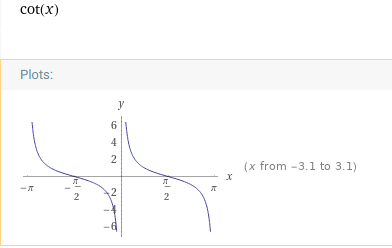 cot(x)
Plots:
y
6
4
2
(x from −3.1 to 3.1)
x
−π
−π/2
π/2
π
−2
−4
−6